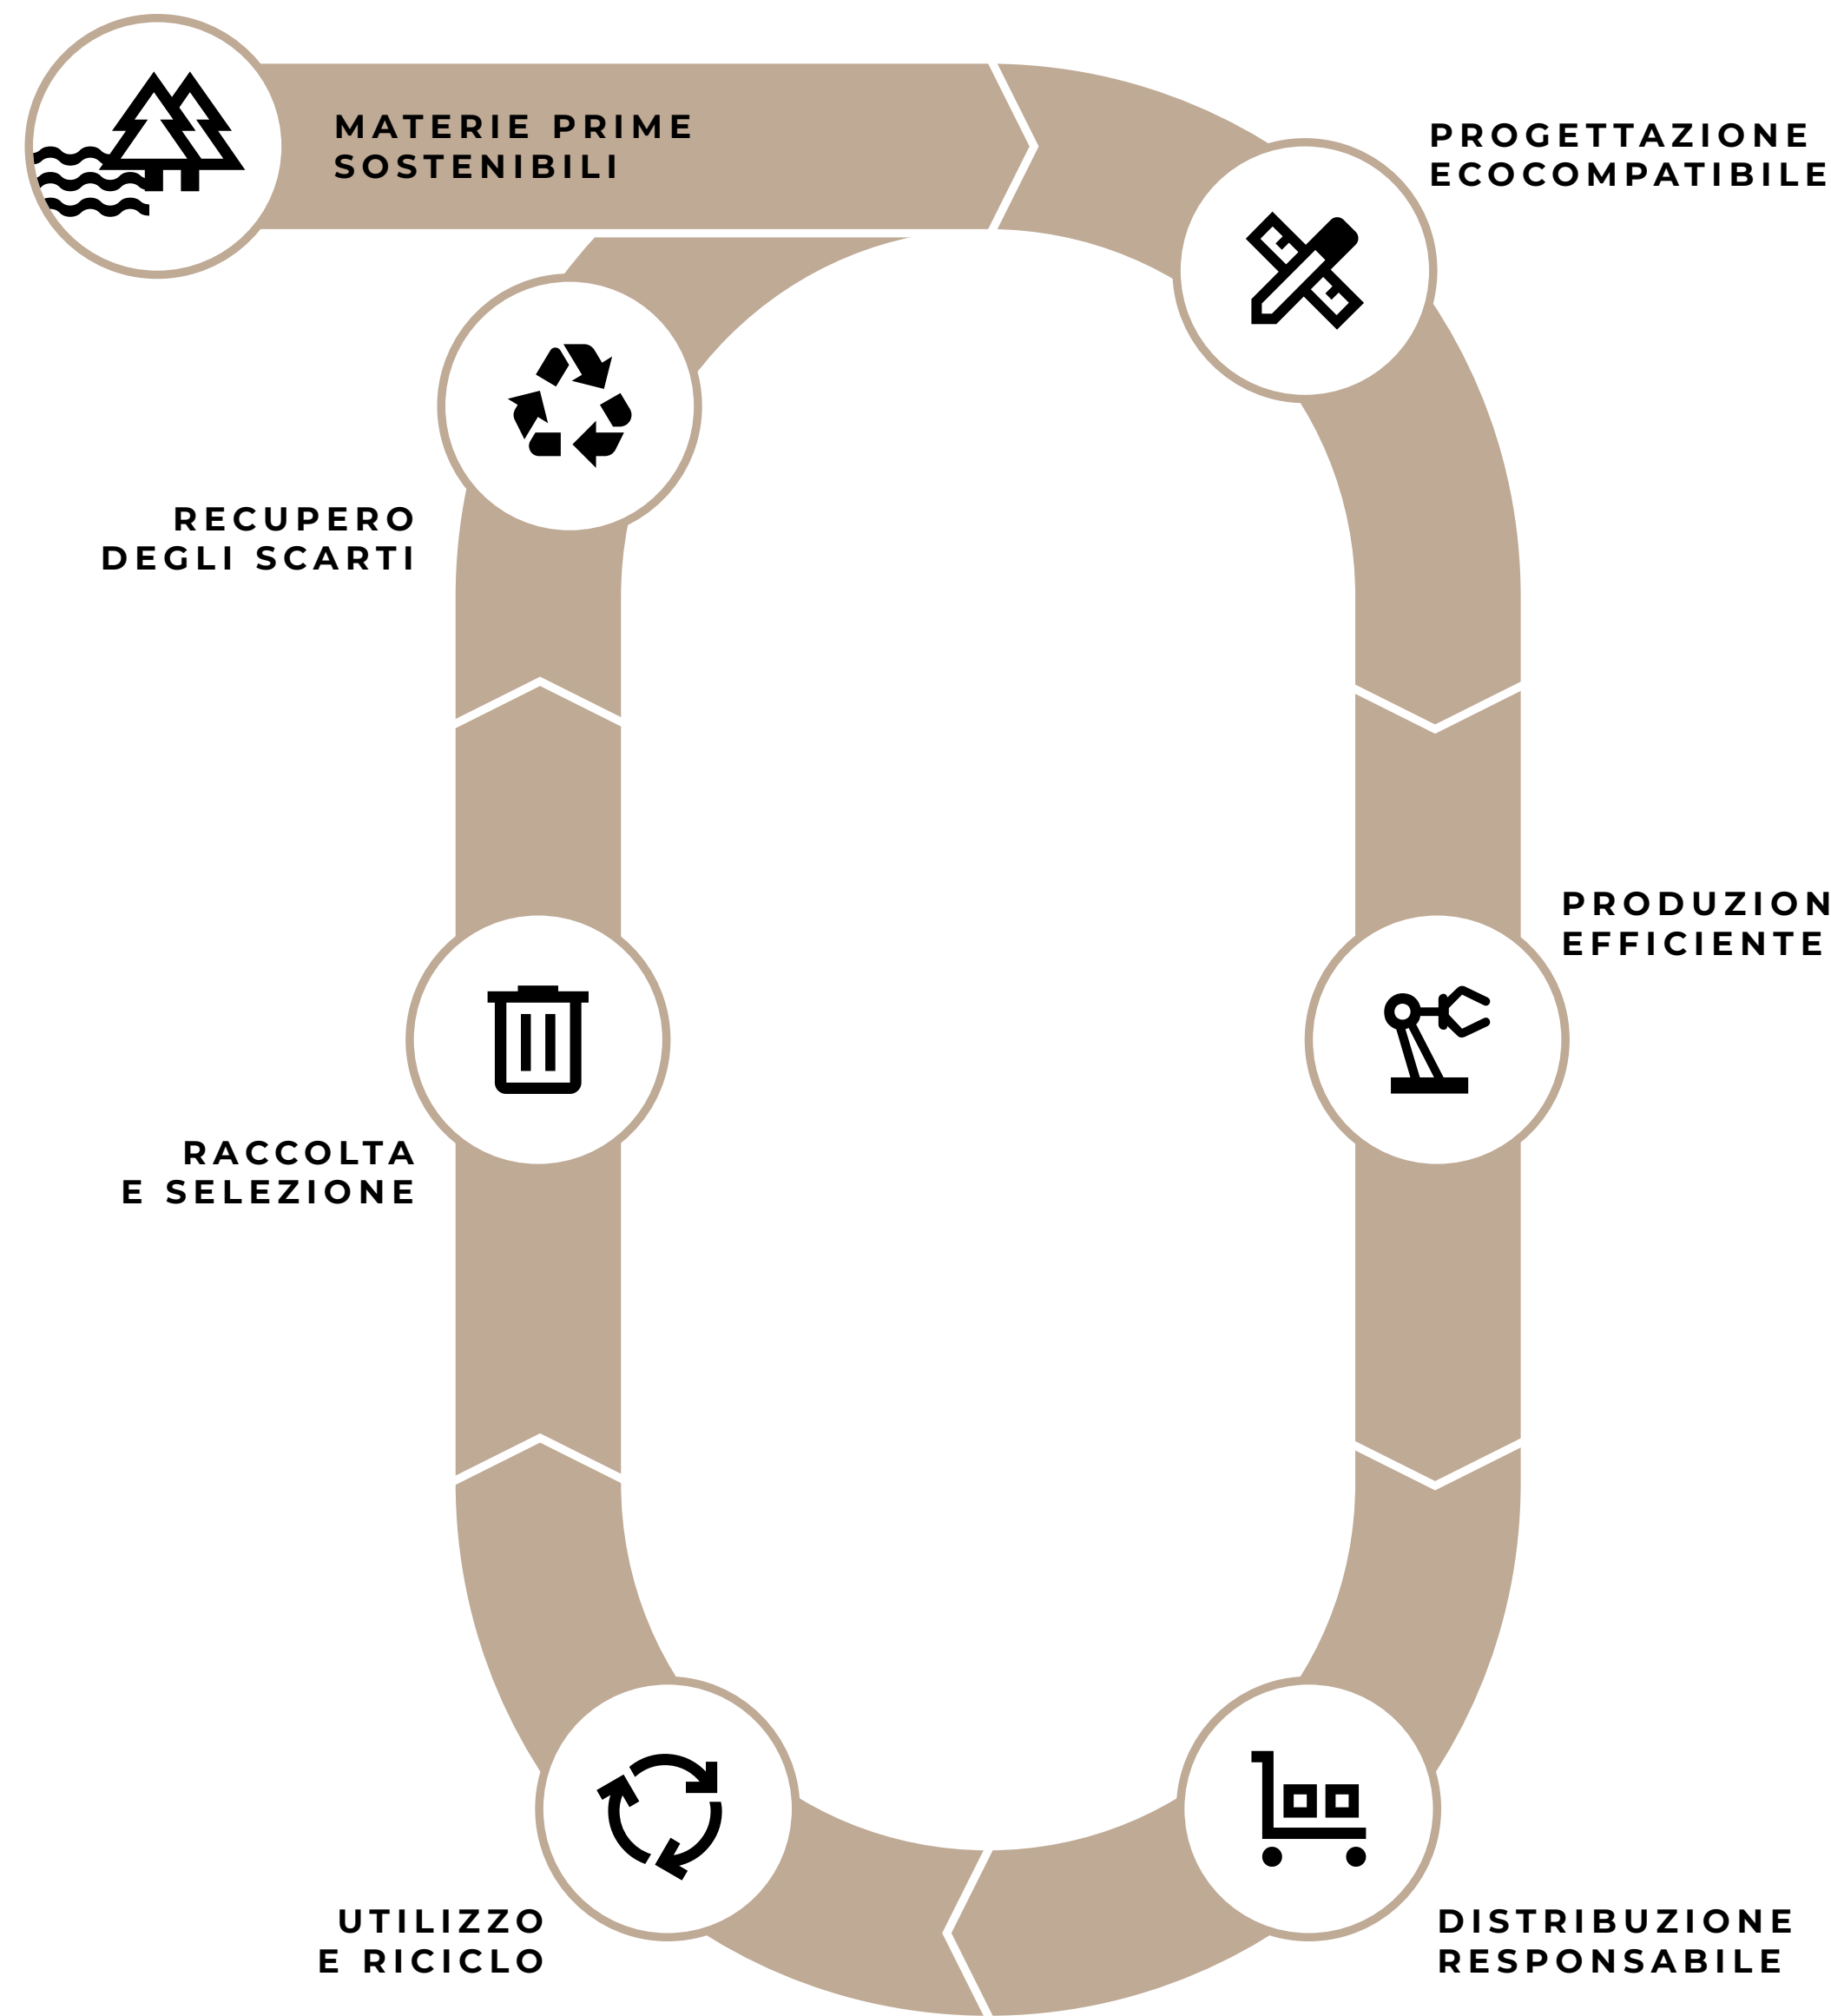 MATERIE PRIME
SOSTENIBILI
PROGETTAZIONE
ECOCOMPATIBILE
RECUPERO
DEGLI SCARTI
PRODUZION
EFFICIENTE
RACCOLTA
E SELEZIONE
UTILIZZO
E RICICLO
DISTRIBUZIONE
RESPONSABILE